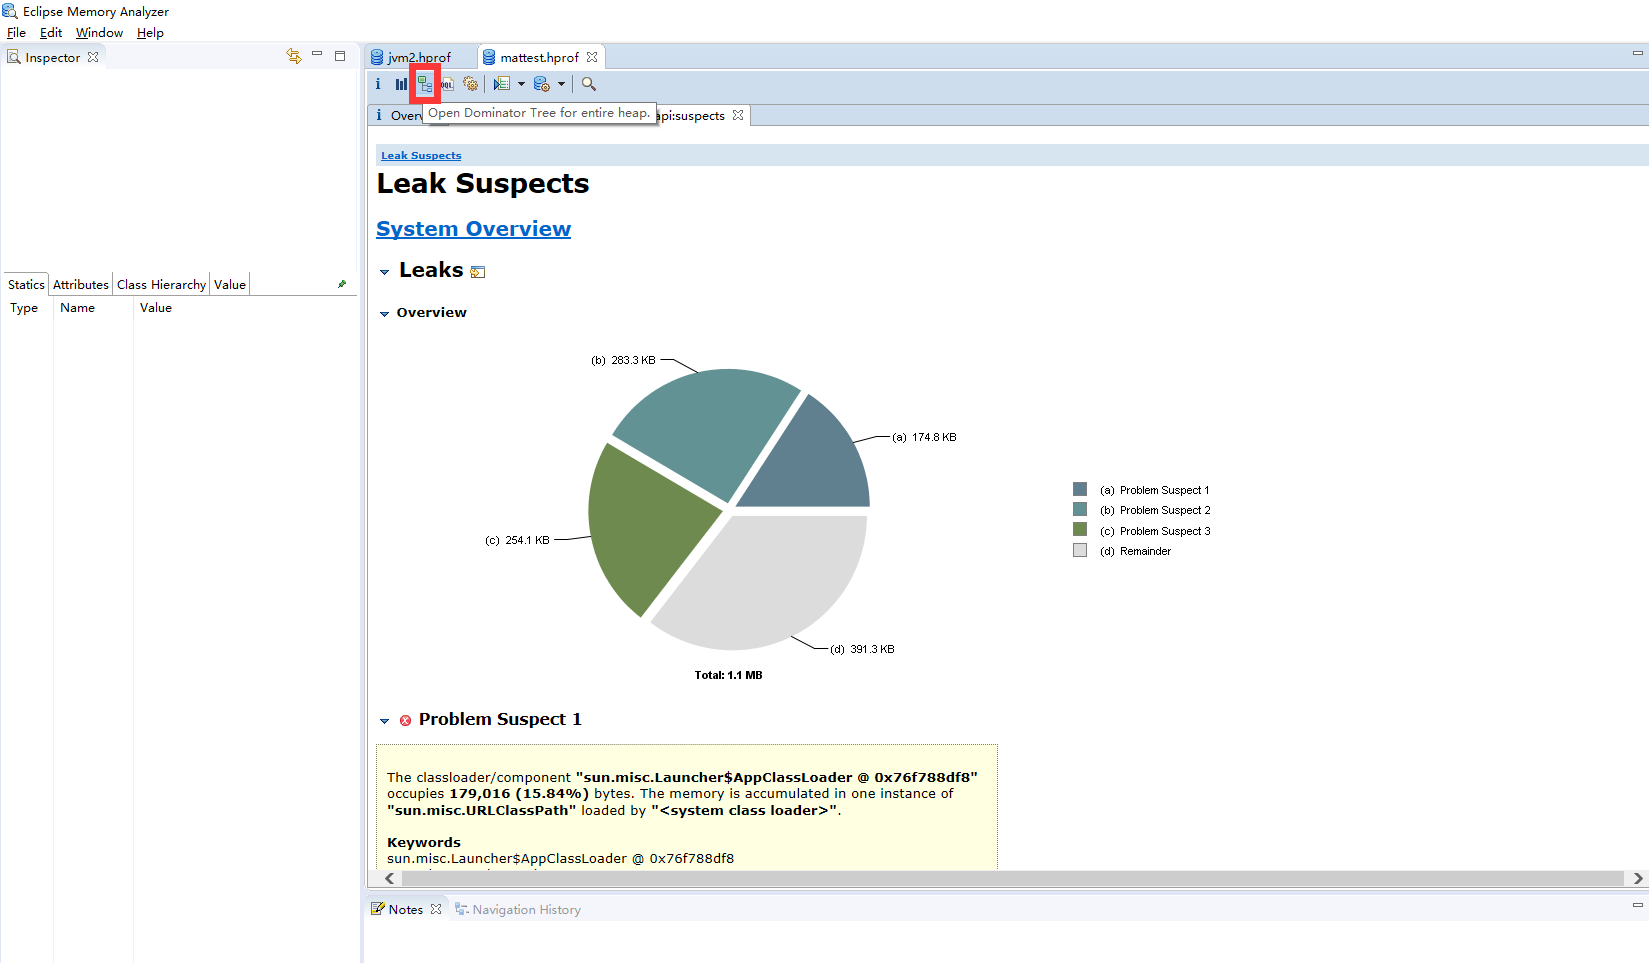 Eclipse Memory Analyzer
File Edit Window Help
Inspector
jvm2.hprof
mattest.hprof
i
OQL
Open Dominator Tree for entire heap.
i
api:suspects
Leak Suspects
Leak Suspects
System Overview
Leaks
Overview
(b) 283.3 KB
(a) 174.8 KB
(c) 254.1 KB
(d) 391.3 KB
Total: 1.1 MB
(a) Problem Suspect 1
(b) Problem Suspect 2
(c) Problem Suspect 3
(d) Remainder
Problem Suspect 1
The classloader/component "sun.misc.Launcher$AppClassLoader @ 0x76f788df8"
occupies 179,016 (15.84%) bytes. The memory is accumulated in one instance of
"sun.misc.URLClassPath" loaded by "<system class loader>".
Keywords
sun.misc.Launcher$AppClassLoader @ 0x76f788df8
Statics Attributes Class Hierarchy Value
Type Name Value
Notes
Navigation History